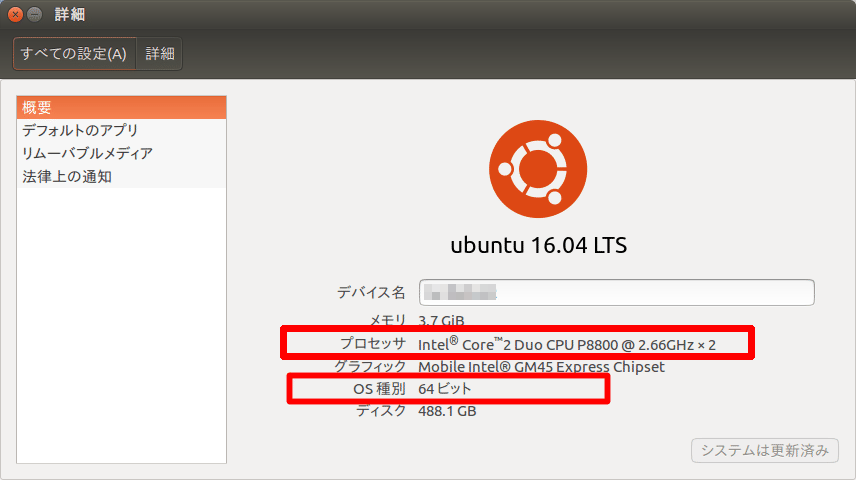 詳細
すべての設定(A) 詳細
概要
デフォルトのアプリ
リムーバブルメディア
法律上の通知
ubuntu 16.04 LTS
デバイス名
メモリ 3.7 GiB
プロセッサ Intel® Core™2 Duo CPU P8800 @ 2.66GHz × 2
グラフィック Mobile Intel® GM45 Express Chipset
OS 種別 64 ビット
ディスク 488.1 GB
システムは更新済み